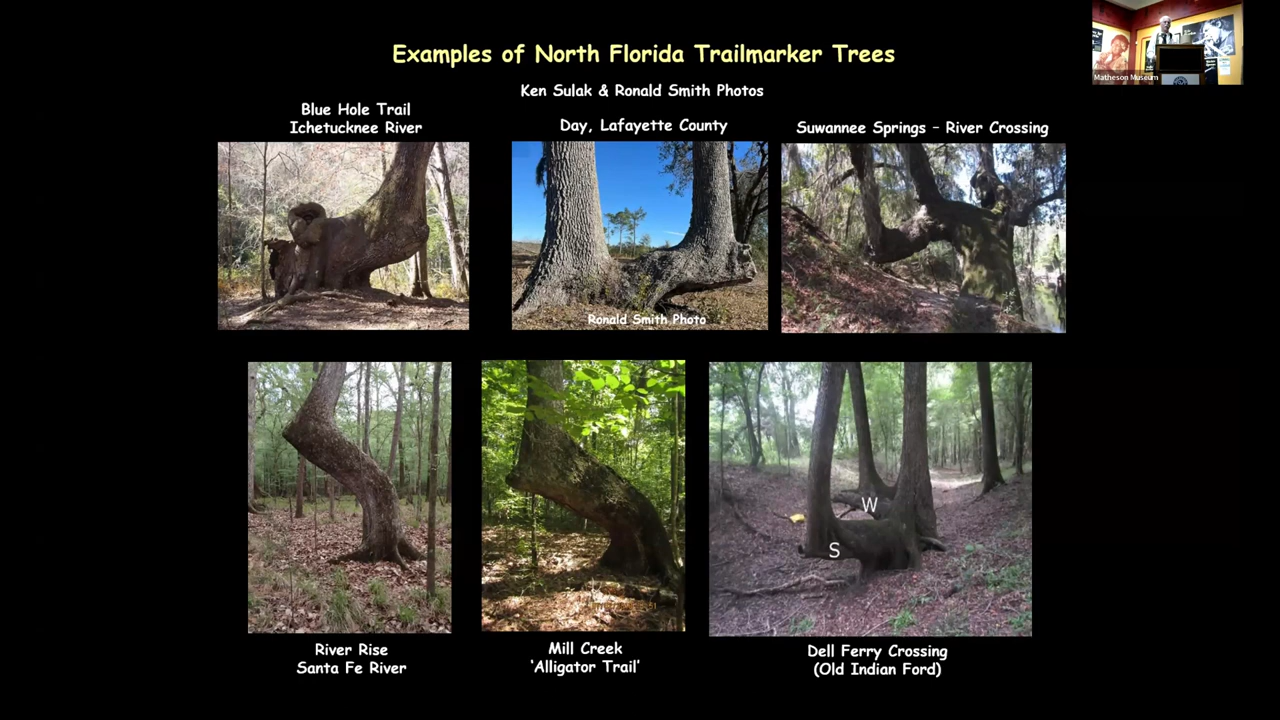 Examples of North Florida Trailmarker Trees
Matheson Museum
Ken Sulak & Ronald Smith Photos
Blue Hole Trail
Ichetucknee River
Day, Lafayette County
Suwannee Springs – River Crossing
Ronald Smith Photo
W
S
River Rise
Santa Fe River
Mill Creek
‘Alligator Trail’
Dell Ferry Crossing
(Old Indian Ford)